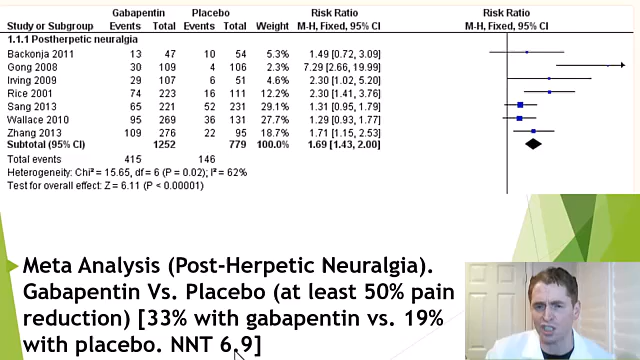 Gabapentin Placebo Risk Ratio Risk Ratio
Study or Subgroup Events Total Events Total Weight M-H, Fixed, 95% CI M-H, Fixed, 95% CI
1.1.1 Postherpetic neuralgia
Backonja 2011 13 47 10 54 5.3% 1.49 [0.72, 3.09]
Gong 2008 30 109 4 106 2.3% 7.29 [2.66, 19.99]
Irving 2009 29 107 6 51 4.6% 2.30 [1.02, 5.20]
Rice 2001 74 223 16 111 12.2% 2.30 [1.41, 3.76]
Sang 2013 65 221 52 231 29.1% 1.31 [0.95, 1.79]
Wallace 2010 95 269 36 131 27.7% 1.29 [0.93, 1.77]
Zhang 2013 109 276 22 95 18.7% 1.71 [1.15, 2.53]
Subtotal (95% CI) 1252 779 100.0% 1.69 [1.43, 2.00]
Total events 415 146
Heterogeneity: Chi² = 15.65, df = 6 (P = 0.02); I² = 62%
Test for overall effect: Z = 6.11 (P < 0.00001)
Meta Analysis (Post-Herpetic Neuralgia).
Gabapentin Vs. Placebo (at least 50% pain
reduction) [33% with gabapentin vs. 19%
with placebo. NNT 6.9]